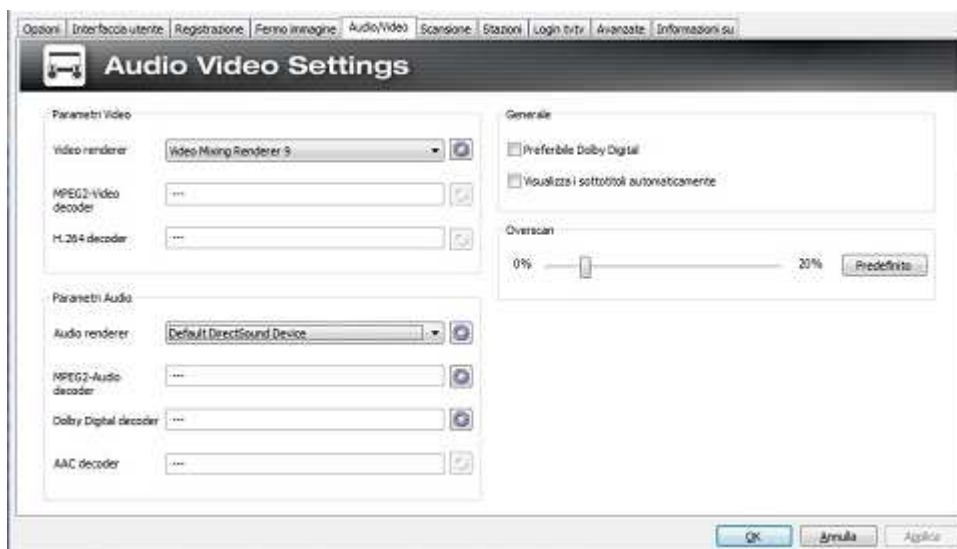 Opzioni Interfaccia utente Registrazione Fermo immagine Audio/Video Scansione Stazioni Login tvtv Avanzate Informazioni su
Audio Video Settings
Parametri Video
Video renderer Video Mixing Renderer 9
MPEG2-Video decoder ---
H.264 decoder ---
Parametri Audio
Audio renderer Default DirectSound Device
MPEG2-Audio decoder ---
Dolby Digital decoder ---
AAC decoder ---
Generale
Preferibile Dolby Digital
Visualizza i sottotitoli automaticamente
Overscan
0% 20% Predefinito
OK Annulla Applica